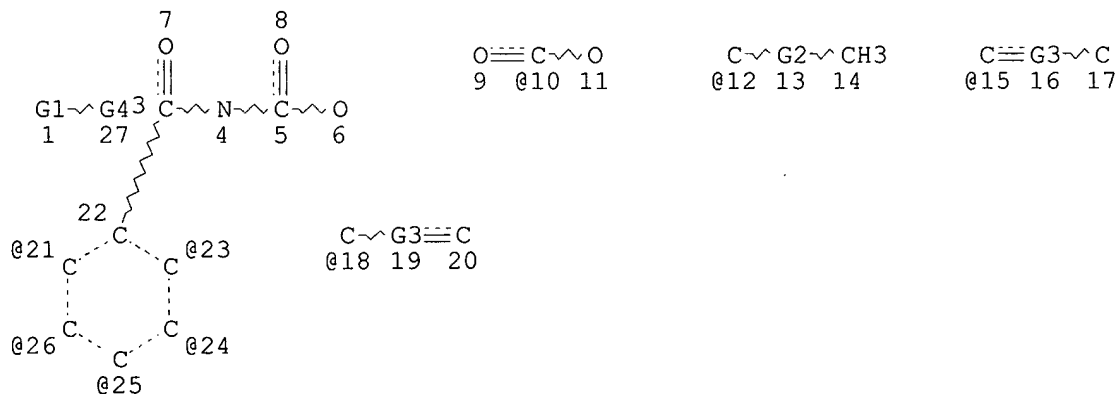 7 8
O O
O C O C G2 CH3 C G3 C
9 @10 11 @12 13 14 @15 16 17
G1 G4 3 C N C O
1 27 4 5 6
22
C C G3 C
@21 @23 @18 19 20
C C
C C
@26 C @24
@25